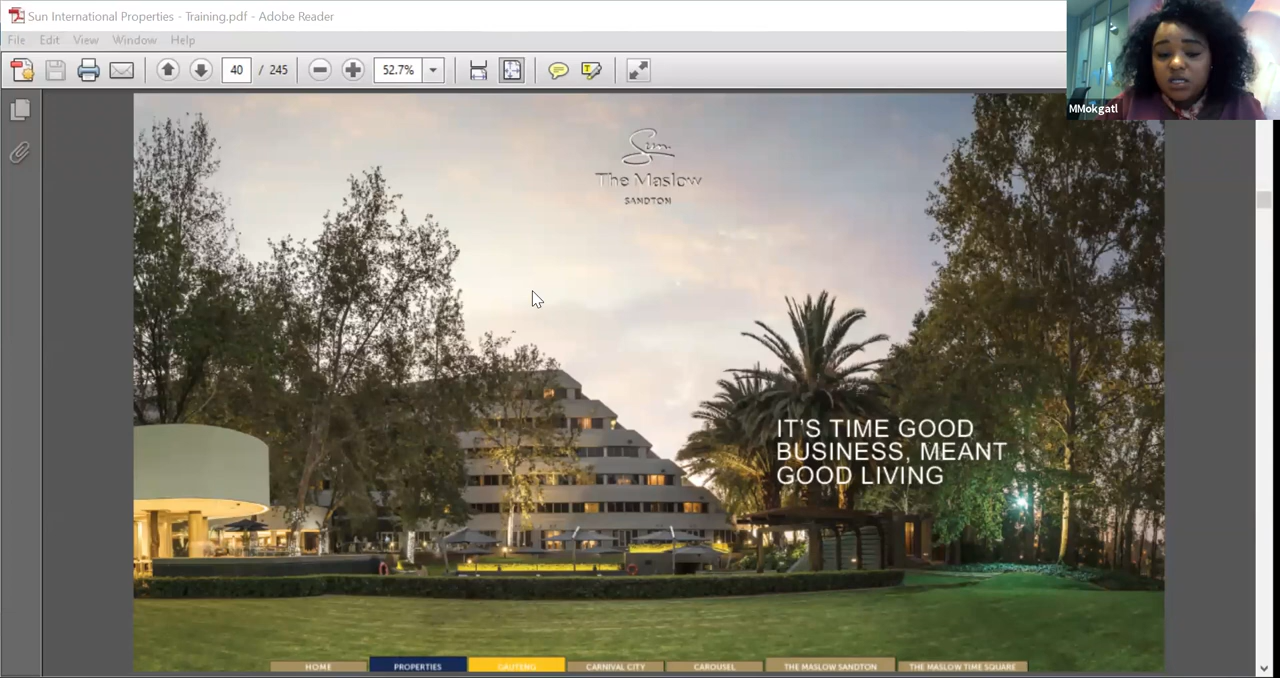 Sun International Properties - Training.pdf - Adobe Reader
File Edit View Window Help
40 / 245 52.7%
MMokgatl
Sun
The Maslow
SANDTON
IT'S TIME GOOD
BUSINESS, MEANT
GOOD LIVING
HOME PROPERTIES GAUTENG CARNIVAL CITY CAROUSEL THE MASLOW SANDTON THE MASLOW TIME SQUARE